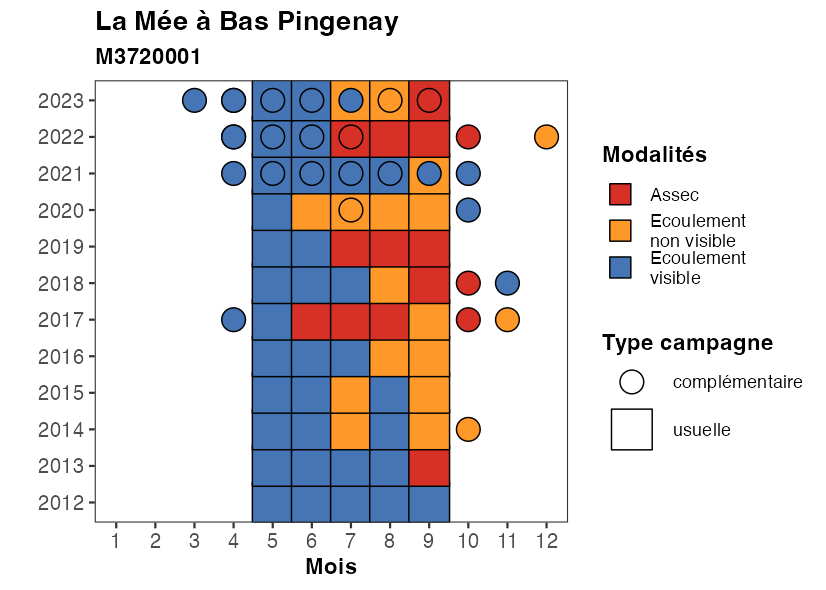 La Mée à Bas Pingenay
M3720001
2023
2022
2021
2020
2019
2018
2017
2016
2015
2014
2013
2012
1 2 3 4 5 6 7 8 9 10 11 12
Mois
Modalités
Assec
Ecoulement
non visible
Ecoulement
visible
Type campagne
complémentaire
usuelle